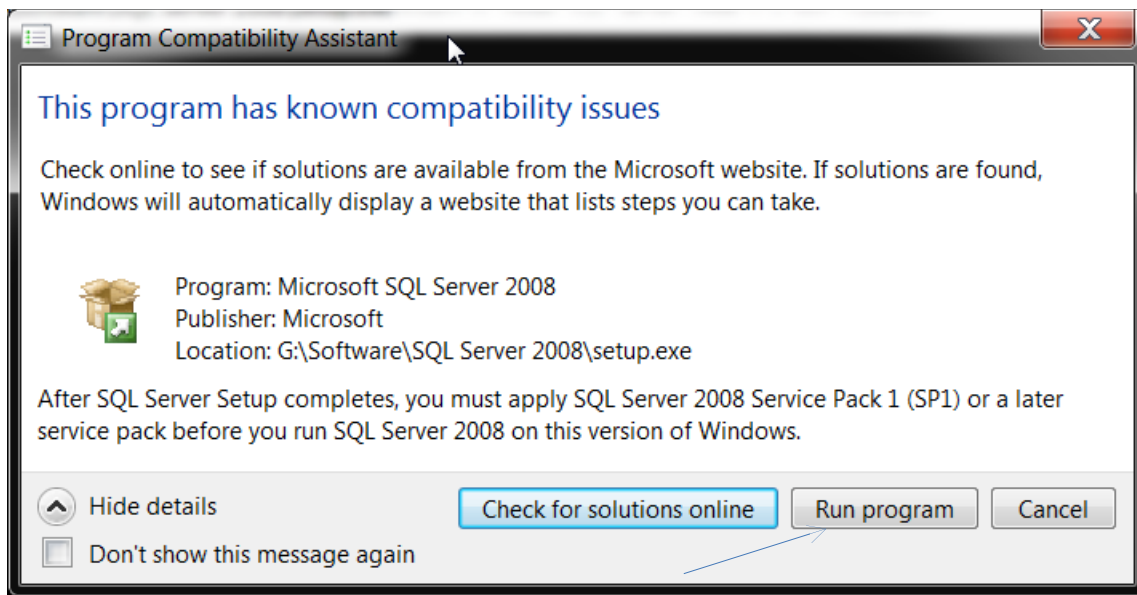 Program Compatibility Assistant
X
This program has known compatibility issues
Check online to see if solutions are available from the Microsoft website. If solutions are found,
Windows will automatically display a website that lists steps you can take.
Program: Microsoft SQL Server 2008
Publisher: Microsoft
Location: G:\Software\SQL Server 2008\setup.exe
After SQL Server Setup completes, you must apply SQL Server 2008 Service Pack 1 (SP1) or a later
service pack before you run SQL Server 2008 on this version of Windows.
Hide details
Check for solutions online
Run program
Cancel
Don't show this message again